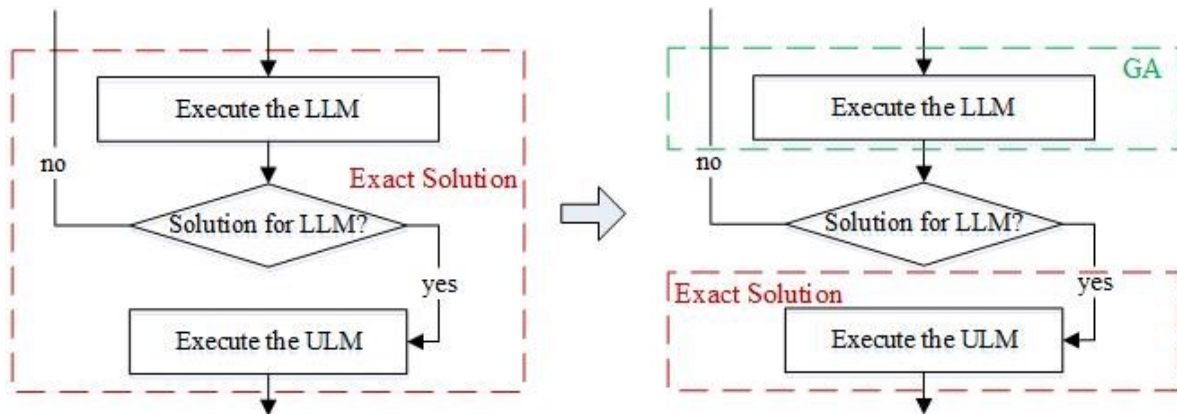 Execute the LLM
no
Exact Solution
Solution for LLM?
yes
Execute the ULM
GA
Execute the LLM
no
Solution for LLM?
yes
Exact Solution
Execute the ULM